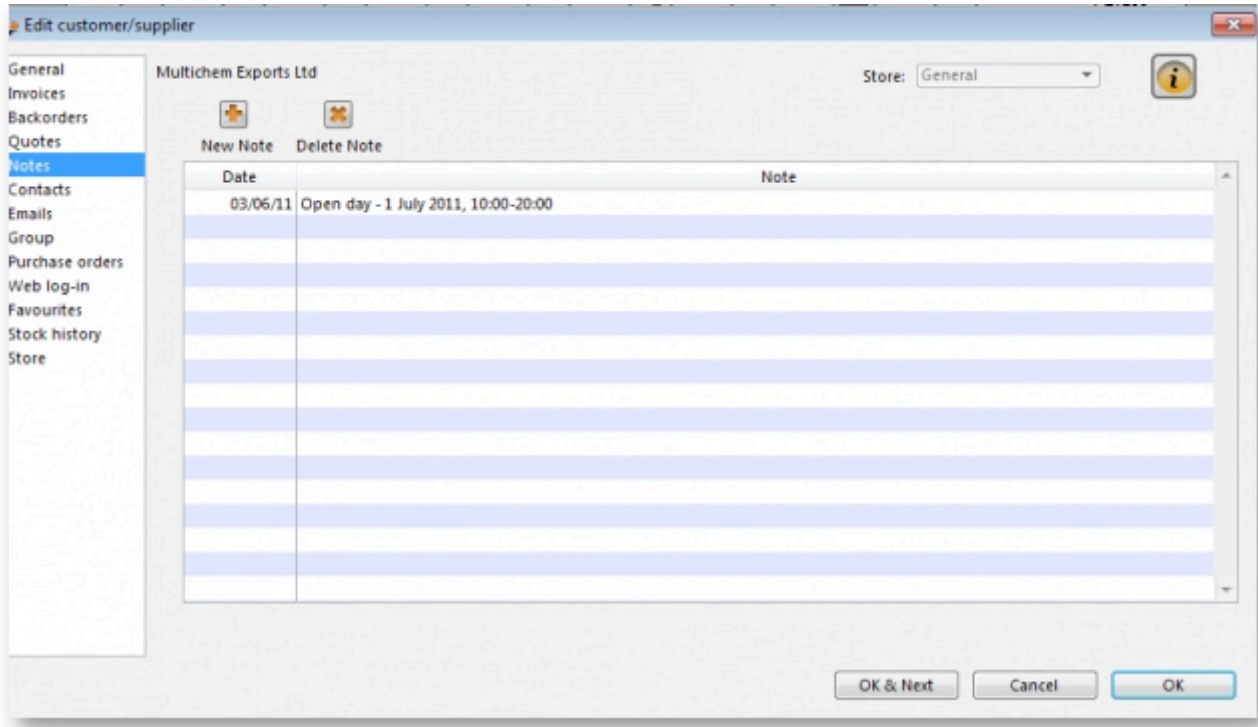 Edit customer/supplier
General
Invoices
Backorders
Quotes
Notes
Contacts
Emails
Group
Purchase orders
Web log-in
Favourites
Stock history
Store
Multichem Exports Ltd
Store: General
New Note Delete Note
Date Note
03/06/11 Open day - 1 July 2011, 10:00-20:00
OK & Next Cancel OK